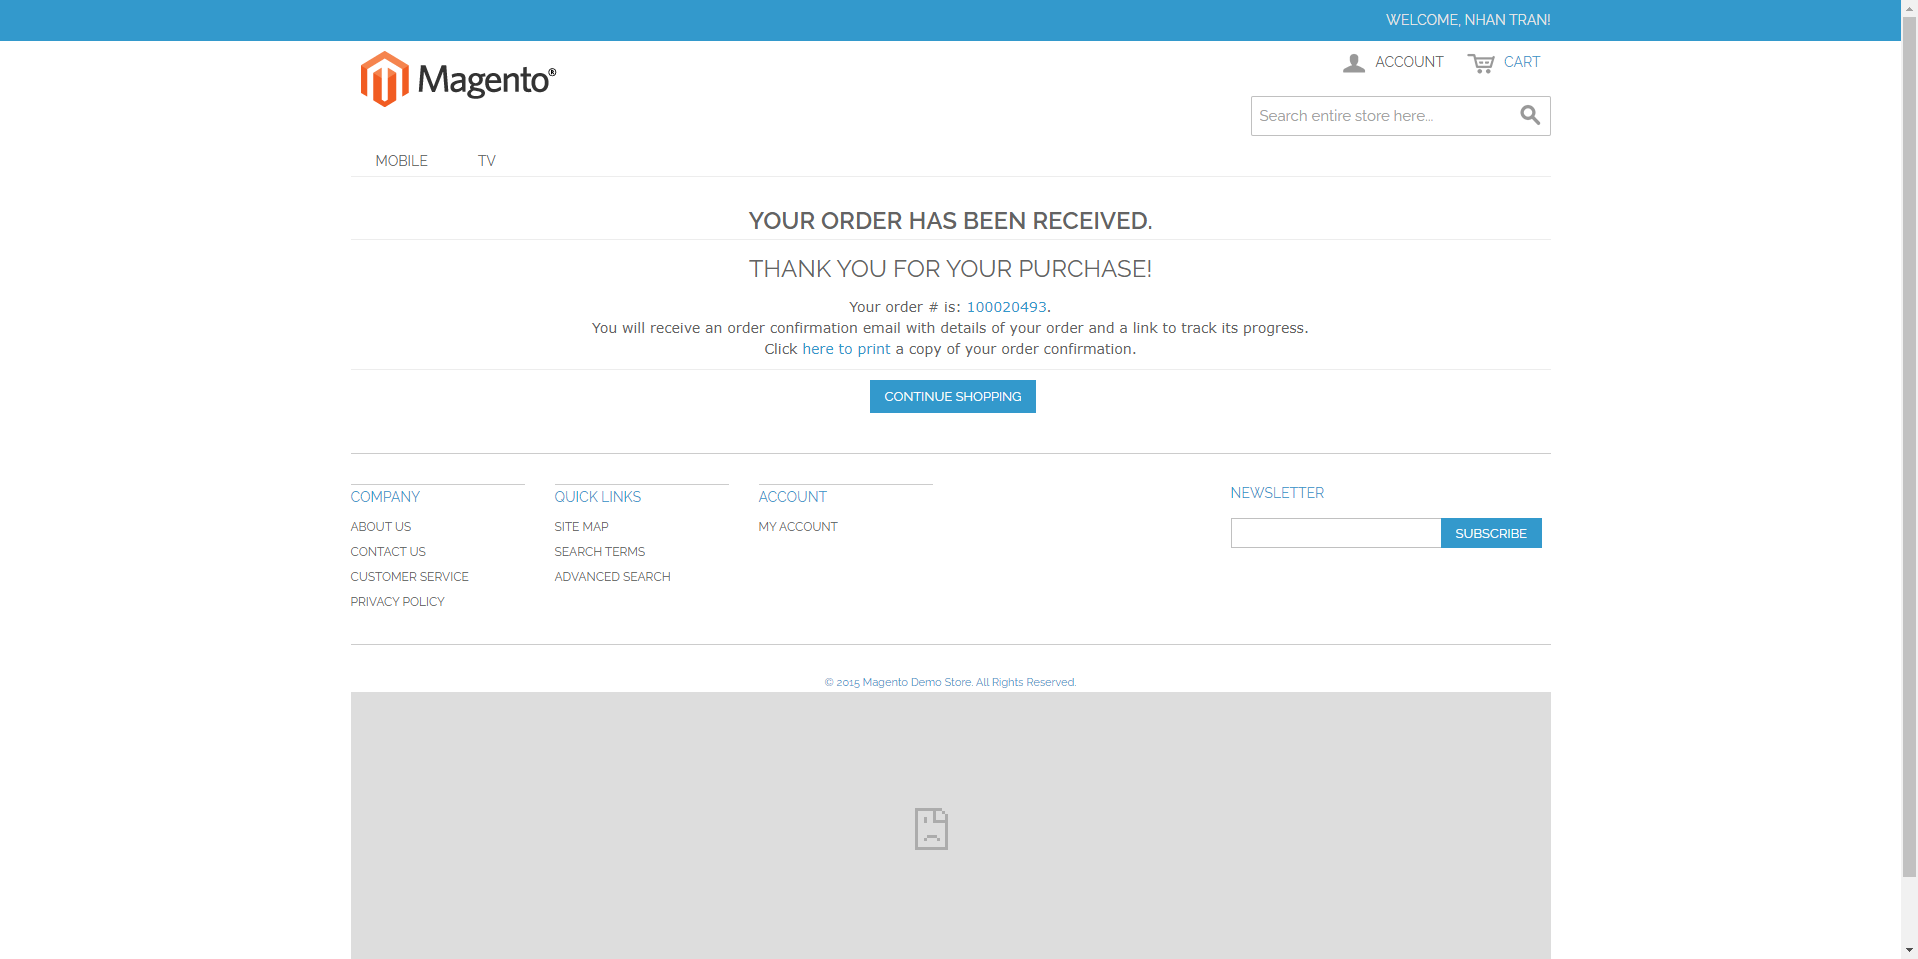 WELCOME, NHAN TRAN!
Magento®
ACCOUNT
CART
Search entire store here...
MOBILE
TV
YOUR ORDER HAS BEEN RECEIVED.
THANK YOU FOR YOUR PURCHASE!
Your order # is: 100020493.
You will receive an order confirmation email with details of your order and a link to track its progress.
Click here to print a copy of your order confirmation.
CONTINUE SHOPPING
COMPANY
ABOUT US
CONTACT US
CUSTOMER SERVICE
PRIVACY POLICY
QUICK LINKS
SITE MAP
SEARCH TERMS
ADVANCED SEARCH
ACCOUNT
MY ACCOUNT
NEWSLETTER
SUBSCRIBE
© 2015 Magento Demo Store. All Rights Reserved.